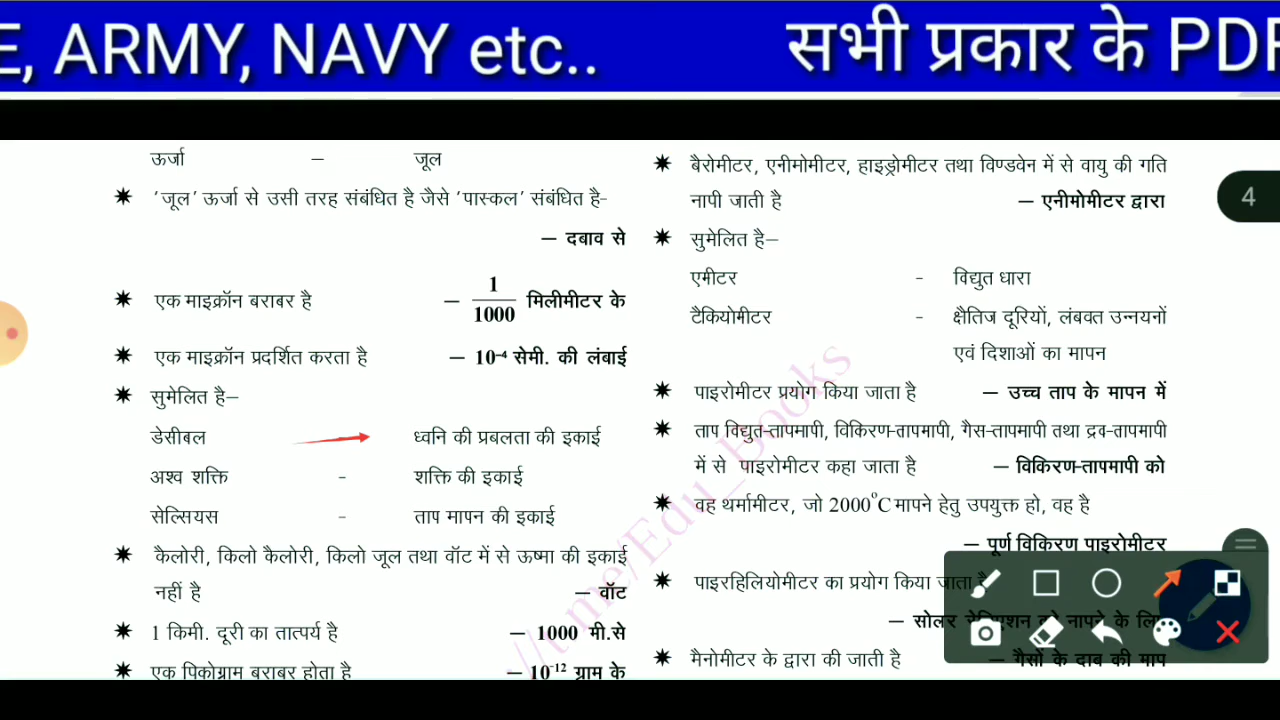 E, ARMY, NAVY etc.. सभी प्रकार के PDF
ऊर्जा – जूल
✷ 'जूल' ऊर्जा से उसी तरह संबंधित है जैसे 'पास्कल' संबंधित है-
– दबाव से
✷ एक माइक्रॉन बराबर है – 1/1000 मिलीमीटर के
✷ एक माइक्रॉन प्रदर्शित करता है – 10⁻⁴ सेमी. की लंबाई
✷ सुमेलित है–
डेसीबल ध्वनि की प्रबलता की इकाई
अश्व शक्ति - शक्ति की इकाई
सेल्सियस - ताप मापन की इकाई
✷ कैलोरी, किलो कैलोरी, किलो जूल तथा वॉट में से ऊष्मा की इकाई
नहीं है – वॉट
✷ 1 किमी. दूरी का तात्पर्य है – 1000 मी.से
✷ एक पिकोग्राम बराबर होता है – 10⁻¹² ग्राम के
✷ बैरोमीटर, एनीमोमीटर, हाइड्रोमीटर तथा विण्डवेन में से वायु की गति
नापी जाती है – एनीमोमीटर द्वारा
✷ सुमेलित है–
एमीटर - विद्युत धारा
टैकियोमीटर - क्षैतिज दूरियों, लंबवत उन्नयनों
एवं दिशाओं का मापन
✷ पाइरोमीटर प्रयोग किया जाता है – उच्च ताप के मापन में
✷ ताप विद्युत-तापमापी, विकिरण-तापमापी, गैस-तापमापी तथा द्रव-तापमापी
में से पाइरोमीटर कहा जाता है – विकिरण-तापमापी को
✷ वह थर्मामीटर, जो 2000°C मापने हेतु उपयुक्त हो, वह है
– पूर्ण विकिरण पाइरोमीटर
✷ पाइरहिलियोमीटर का प्रयोग किया जाता है
– सोलर रेडिएशन को नापने के लिए
✷ मैनोमीटर के द्वारा की जाती है – गैसों के दाब की माप
4
//t.me/Edu_Books